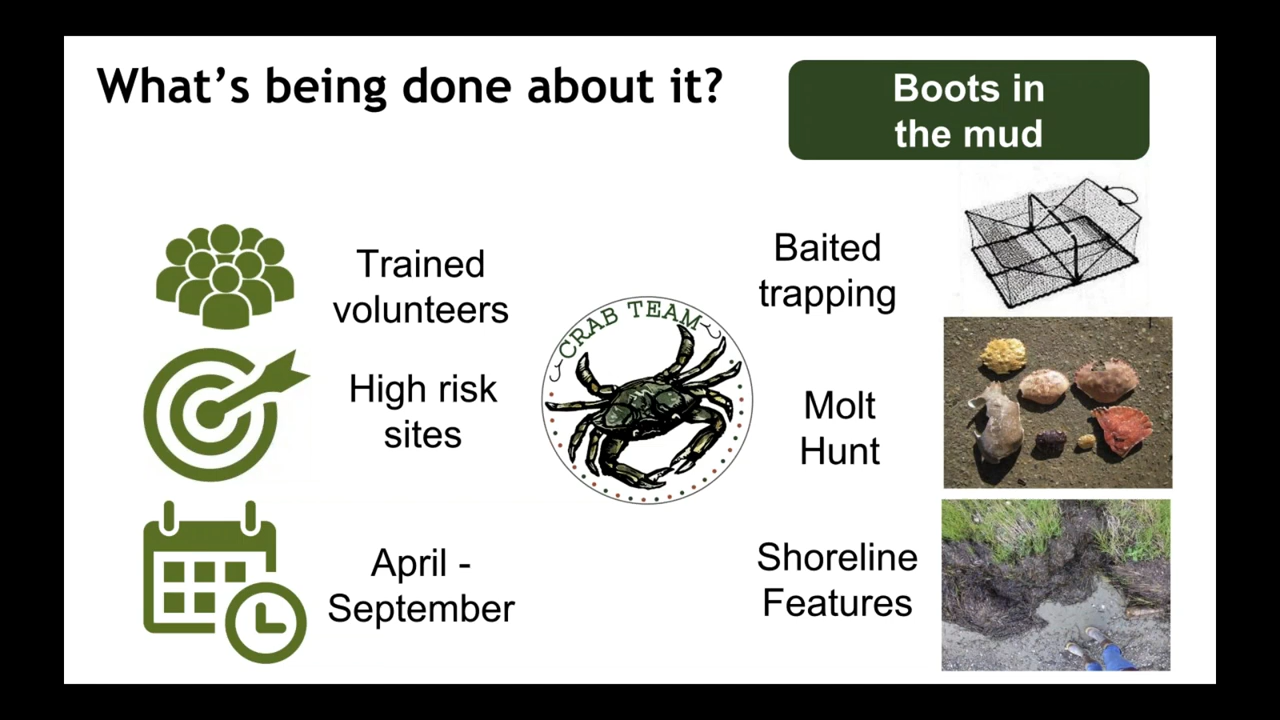 What's being done about it?
Boots in
the mud
Trained
volunteers
High risk
sites
April -
September
CRAB TEAM
Baited
trapping
Molt
Hunt
Shoreline
Features